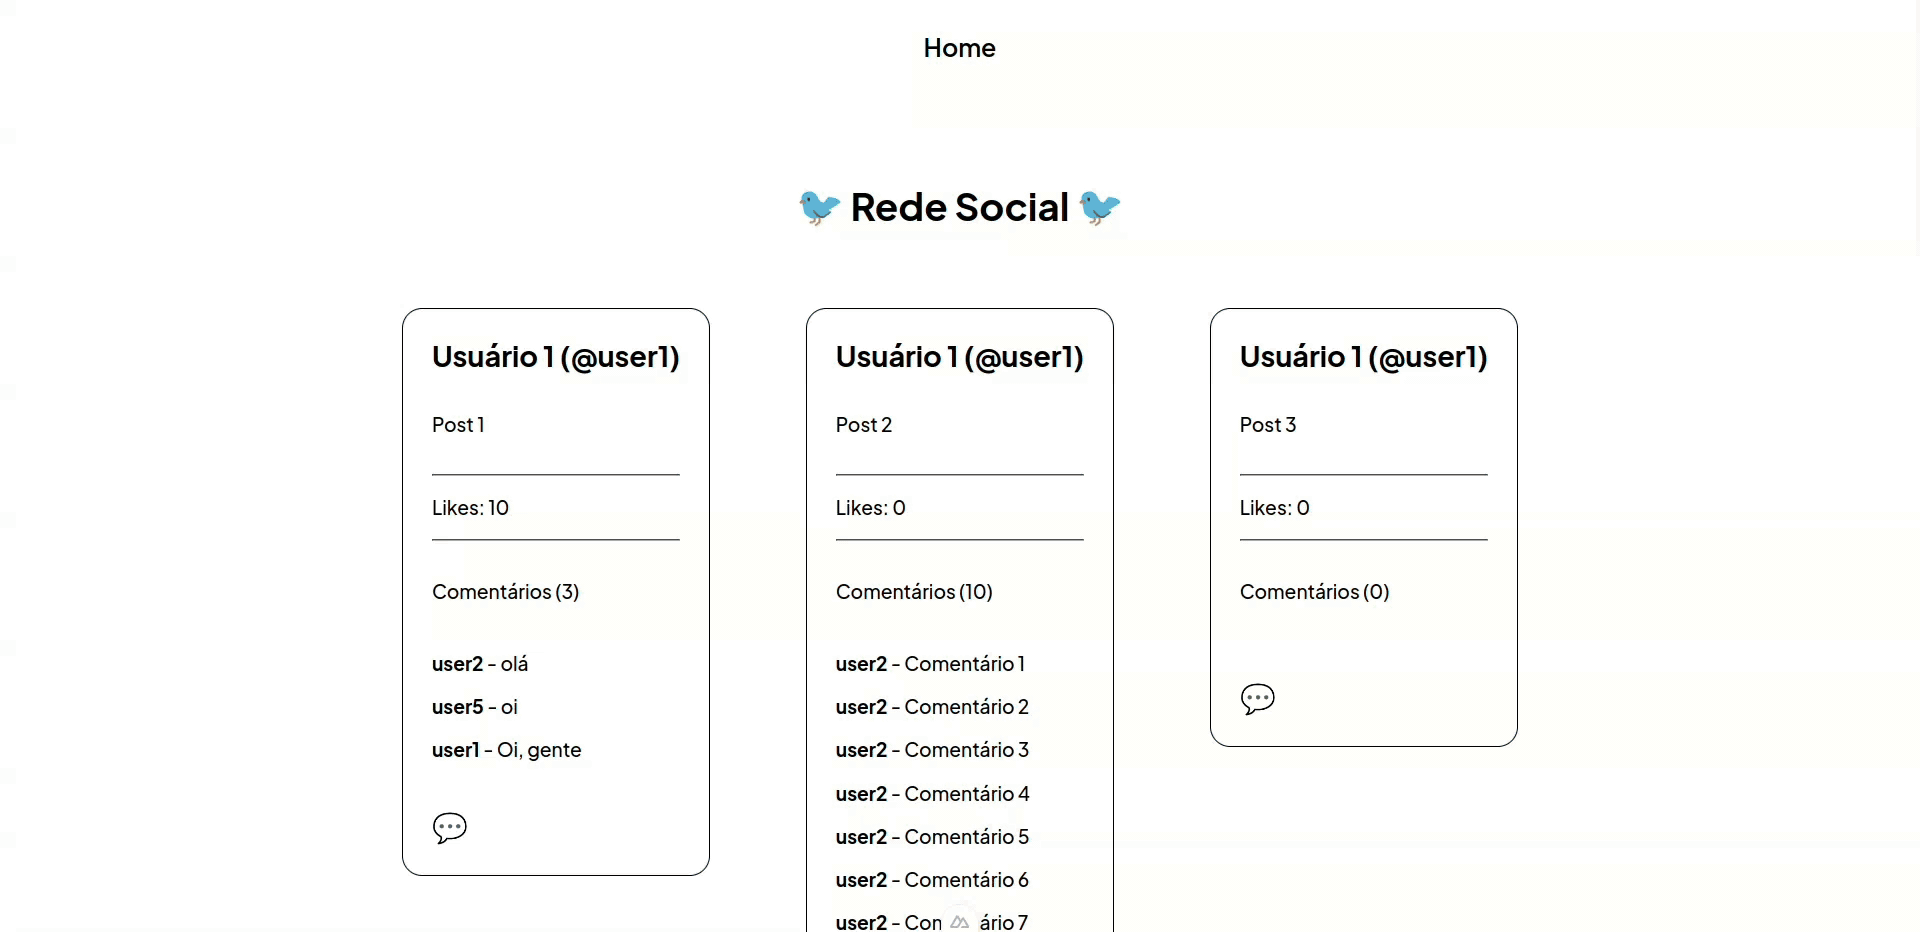 Home
🐦 Rede Social 🐦
Usuário 1 (@user1)
Post 1
Likes: 10
Comentários (3)
user2 - olá
user5 - oi
user1 - Oi, gente
💬
Usuário 1 (@user1)
Post 2
Likes: 0
Comentários (10)
user2 - Comentário 1
user2 - Comentário 2
user2 - Comentário 3
user2 - Comentário 4
user2 - Comentário 5
user2 - Comentário 6
user2 - Con ário 7
Usuário 1 (@user1)
Post 3
Likes: 0
Comentários (0)
💬